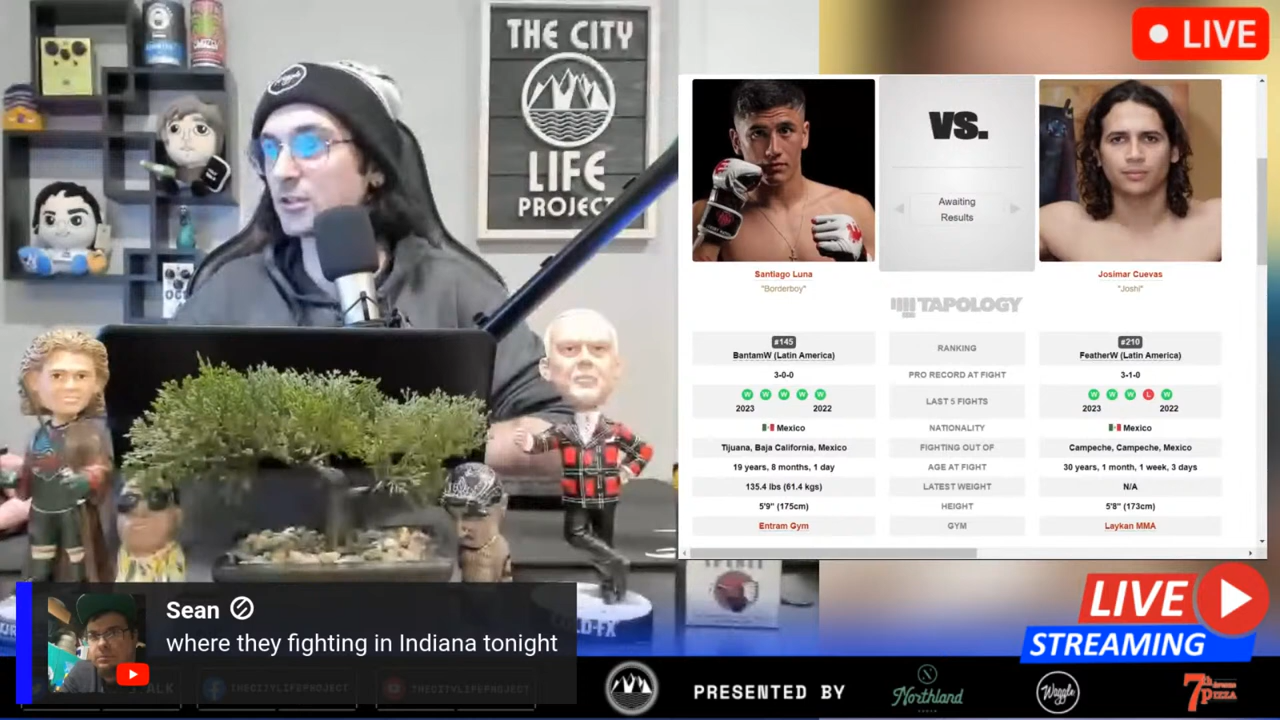 THE CITY
LIFE
PROJECT
LIVE
VS.
Awaiting
Results
Santiago Luna
"Borderboy"
Josimar Cuevas
"Joshi"
TAPOLOGY
#145
BantamW (Latin America)
RANKING
#210
FeatherW (Latin America)
3-0-0
PRO RECORD AT FIGHT
3-1-0
W W W W W
2023 2022
LAST 5 FIGHTS
W W W L W
2023 2022
Mexico
NATIONALITY
Mexico
Tijuana, Baja California, Mexico
FIGHTING OUT OF
Campeche, Campeche, Mexico
19 years, 8 months, 1 day
AGE AT FIGHT
30 years, 1 month, 1 week, 3 days
135.4 lbs (61.4 kgs)
LATEST WEIGHT
N/A
5'9" (175cm)
HEIGHT
5'8" (173cm)
Entram Gym
GYM
Laykan MMA
Sean
where they fighting in Indiana tonight
LIVE
STREAMING
THECITYLIFEPROJECT
THECITYLIFEPROJECT
PRESENTED BY
Northland
Waggle
7th
PIZZA